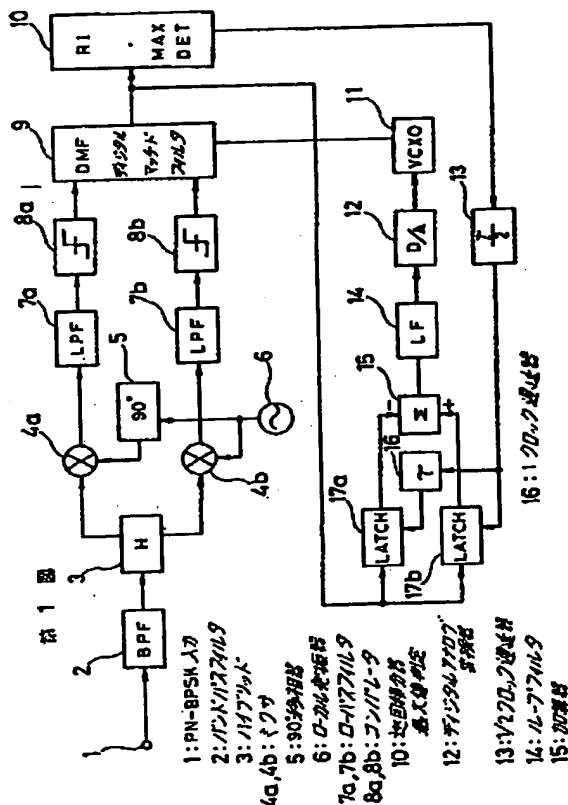 第 1 図
1
2
BPF
3
H
4a
4b
5
90°
6
7a
LPF
7b
LPF
8a
8b
9
DMF
ディジタル
マッチド
フィルタ
10
RI
・
MAX
DET
11
VCXO
12
D/A
13
τ/2
14
LF
15
Σ
-
+
16
τ
17a
LATCH
17b
LATCH
1:PN-BPSK入力
2:バンドパスフィルタ
3:ハイブリッド
4a,4b:ミクサ
5:90°移相器
6:ローカル発振器
7a,7b:ローパスフィルタ
8a,8b:コンパレータ
10:巡回積分器
最大値判定
12:ディジタルアナログ
変換器
13:1/2クロック遅延器
14:ループフィルタ
15:加算器
16:1クロック遅延器